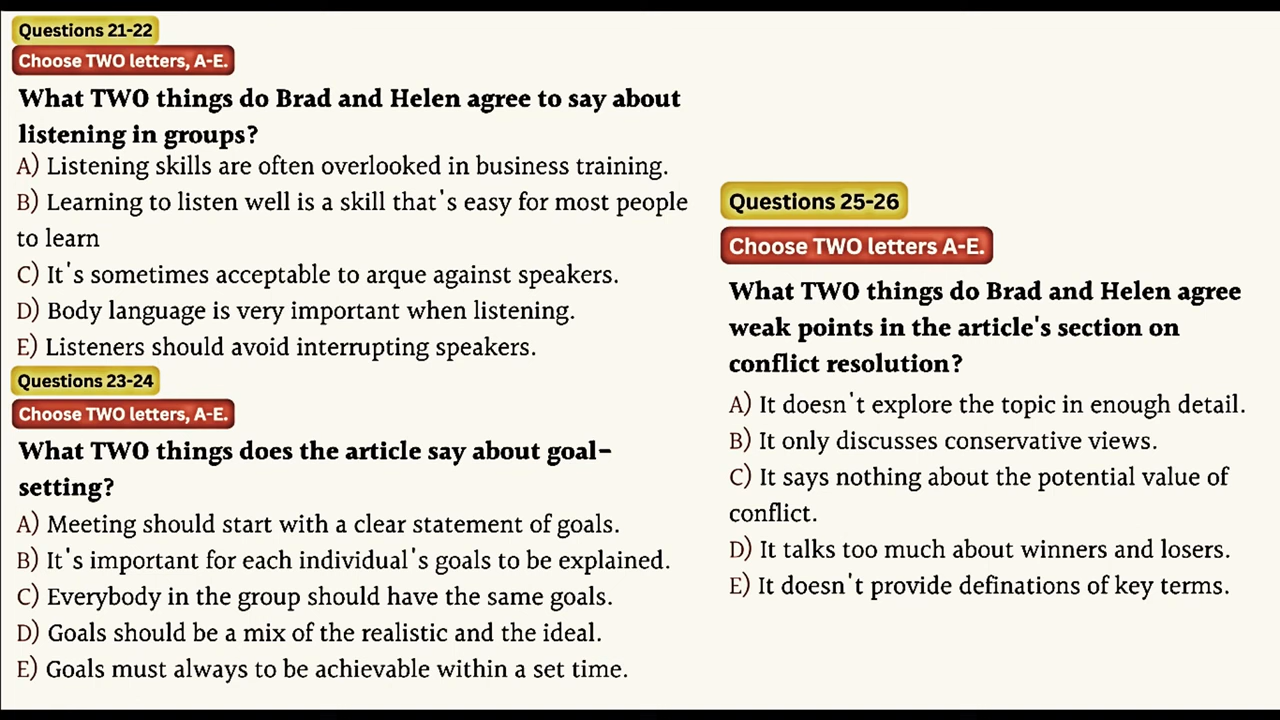 Questions 21-22
Choose TWO letters, A-E.
What TWO things do Brad and Helen agree to say about
listening in groups?
A) Listening skills are often overlooked in business training.
B) Learning to listen well is a skill that's easy for most people
to learn
C) It's sometimes acceptable to arque against speakers.
D) Body language is very important when listening.
E) Listeners should avoid interrupting speakers.
Questions 23-24
Choose TWO letters, A-E.
What TWO things does the article say about goal-
setting?
A) Meeting should start with a clear statement of goals.
B) It's important for each individual's goals to be explained.
C) Everybody in the group should have the same goals.
D) Goals should be a mix of the realistic and the ideal.
E) Goals must always to be achievable within a set time.
Questions 25-26
Choose TWO letters A-E.
What TWO things do Brad and Helen agree
weak points in the article's section on
conflict resolution?
A) It doesn't explore the topic in enough detail.
B) It only discusses conservative views.
C) It says nothing about the potential value of
conflict.
D) It talks too much about winners and losers.
E) It doesn't provide definations of key terms.